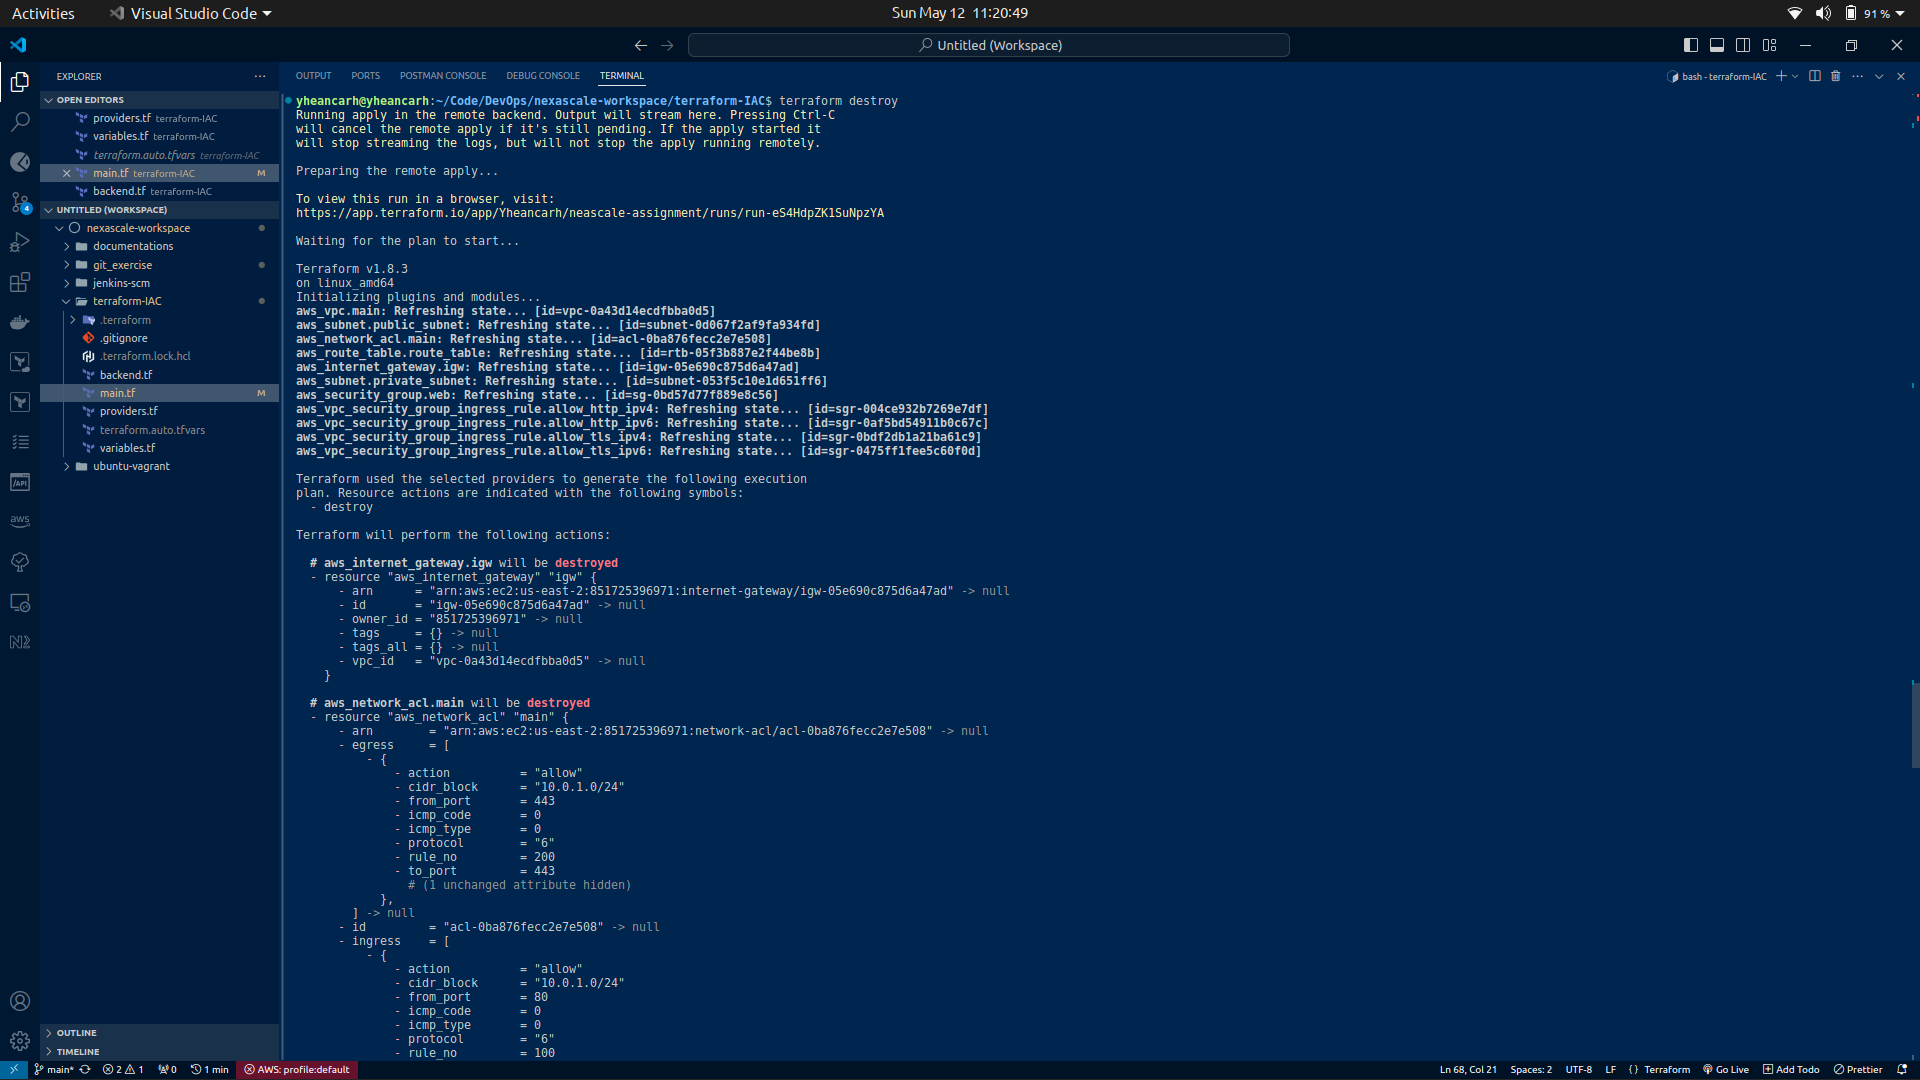 Activities
Visual Studio Code
Sun May 12 11:20:49
91 %
Untitled (Workspace)
EXPLORER
OPEN EDITORS
providers.tf terraform-IAC
variables.tf terraform-IAC
terraform.auto.tfvars terraform-IAC
main.tf terraform-IAC M
backend.tf terraform-IAC
UNTITLED (WORKSPACE)
nexascale-workspace
documentations
git_exercise
jenkins-scm
terraform-IAC
.terraform
.gitignore
.terraform.lock.hcl
backend.tf
main.tf M
providers.tf
terraform.auto.tfvars
variables.tf
ubuntu-vagrant
OUTLINE
TIMELINE
4
/API
aws
OUTPUT PORTS POSTMAN CONSOLE DEBUG CONSOLE TERMINAL
bash - terraform-IAC
yheancarh@yheancarh:~/Code/DevOps/nexascale-workspace/terraform-IAC$ terraform destroy
Running apply in the remote backend. Output will stream here. Pressing Ctrl-C
will cancel the remote apply if it's still pending. If the apply started it
will stop streaming the logs, but will not stop the apply running remotely.
Preparing the remote apply...
To view this run in a browser, visit:
https://app.terraform.io/app/Yheancarh/neascale-assignment/runs/run-eS4HdpZK1SuNpzYA
Waiting for the plan to start...
Terraform v1.8.3
on linux_amd64
Initializing plugins and modules...
aws_vpc.main: Refreshing state... [id=vpc-0a43d14ecdfbba0d5]
aws_subnet.public_subnet: Refreshing state... [id=subnet-0d067f2af9fa934fd]
aws_network_acl.main: Refreshing state... [id=acl-0ba876fecc2e7e508]
aws_route_table.route_table: Refreshing state... [id=rtb-05f3b887e2f44be8b]
aws_internet_gateway.igw: Refreshing state... [id=igw-05e690c875d6a47ad]
aws_subnet.private_subnet: Refreshing state... [id=subnet-053f5c10e1d651ff6]
aws_security_group.web: Refreshing state... [id=sg-0bd57d77f889e8c56]
aws_vpc_security_group_ingress_rule.allow_http_ipv4: Refreshing state... [id=sgr-004ce932b7269e7df]
aws_vpc_security_group_ingress_rule.allow_http_ipv6: Refreshing state... [id=sgr-0af5bd54911b0c67c]
aws_vpc_security_group_ingress_rule.allow_tls_ipv4: Refreshing state... [id=sgr-0bdf2db1a21ba61c9]
aws_vpc_security_group_ingress_rule.allow_tls_ipv6: Refreshing state... [id=sgr-0475ff1fee5c60f0d]
Terraform used the selected providers to generate the following execution
plan. Resource actions are indicated with the following symbols:
- destroy
Terraform will perform the following actions:
# aws_internet_gateway.igw will be destroyed
- resource "aws_internet_gateway" "igw" {
- arn = "arn:aws:ec2:us-east-2:851725396971:internet-gateway/igw-05e690c875d6a47ad" -> null
- id = "igw-05e690c875d6a47ad" -> null
- owner_id = "851725396971" -> null
- tags = {} -> null
- tags_all = {} -> null
- vpc_id = "vpc-0a43d14ecdfbba0d5" -> null
}
# aws_network_acl.main will be destroyed
- resource "aws_network_acl" "main" {
- arn = "arn:aws:ec2:us-east-2:851725396971:network-acl/acl-0ba876fecc2e7e508" -> null
- egress = [
- {
- action = "allow"
- cidr_block = "10.0.1.0/24"
- from_port = 443
- icmp_code = 0
- icmp_type = 0
- protocol = "6"
- rule_no = 200
- to_port = 443
# (1 unchanged attribute hidden)
},
] -> null
- id = "acl-0ba876fecc2e7e508" -> null
- ingress = [
- {
- action = "allow"
- cidr_block = "10.0.1.0/24"
- from_port = 80
- icmp_code = 0
- icmp_type = 0
- protocol = "6"
- rule_no = 100
main* 2 1 0 1 min AWS: profile:default
Ln 68, Col 21 Spaces: 2 UTF-8 LF {} Terraform Go Live Add Todo Prettier